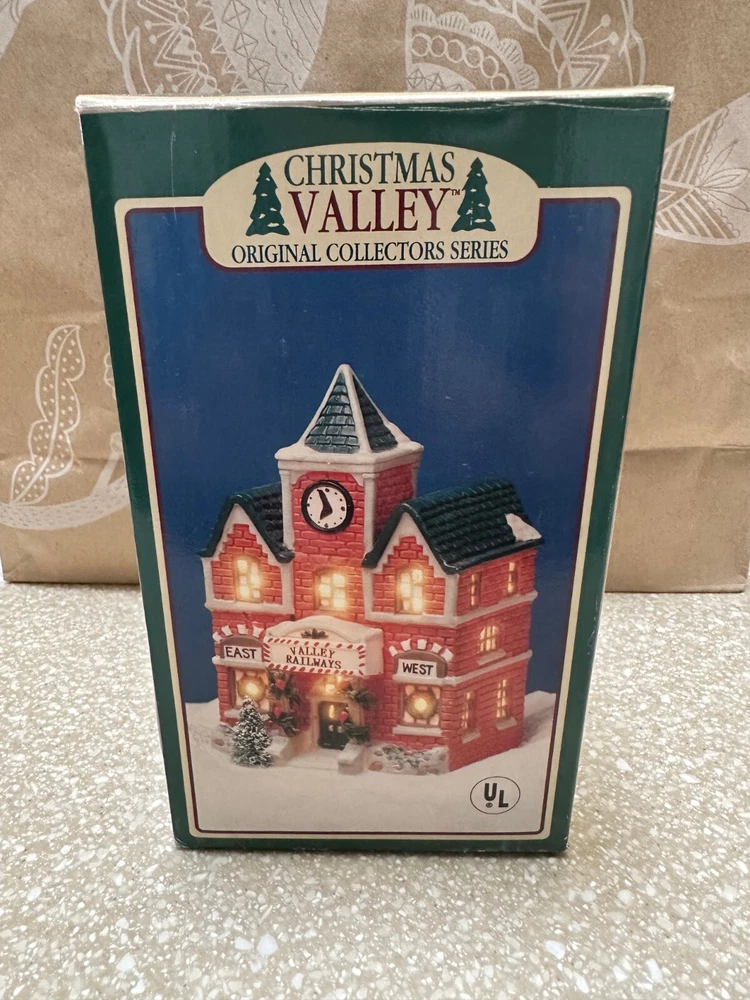 CHRISTMAS
VALLEY™
ORIGINAL COLLECTORS SERIES
EAST
VALLEY
RAILWAYS
WEST
UL
®